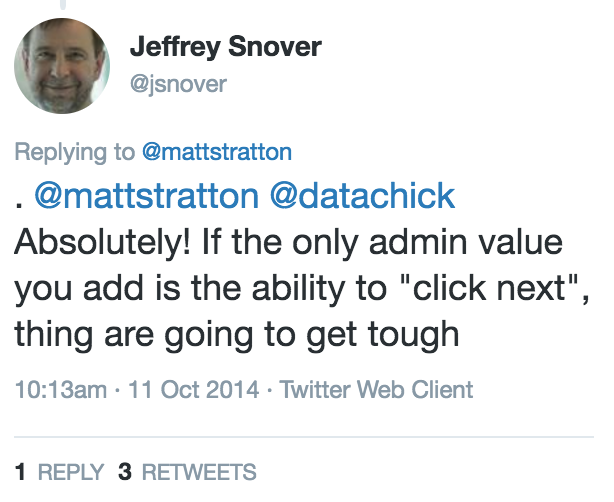 Jeffrey Snover
@jsnover
Replying to @mattstratton
. @mattstratton @datachick
Absolutely! If the only admin value
you add is the ability to "click next",
thing are going to get tough
10:13am · 11 Oct 2014 · Twitter Web Client
1 REPLY 3 RETWEETS